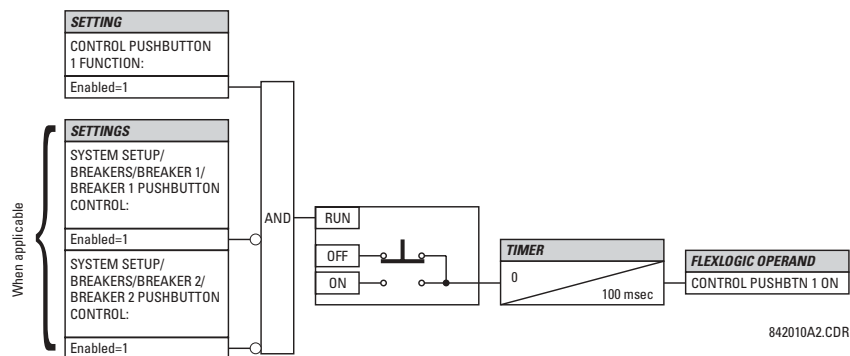 SETTING
CONTROL PUSHBUTTON
1 FUNCTION:
Enabled=1
When applicable
SETTINGS
SYSTEM SETUP/
BREAKERS/BREAKER 1/
BREAKER 1 PUSHBUTTON
CONTROL:
Enabled=1
SYSTEM SETUP/
BREAKERS/BREAKER 2/
BREAKER 2 PUSHBUTTON
CONTROL:
Enabled=1
AND
RUN
OFF
ON
TIMER
0
100 msec
FLEXLOGIC OPERAND
CONTROL PUSHBTN 1 ON
842010A2.CDR